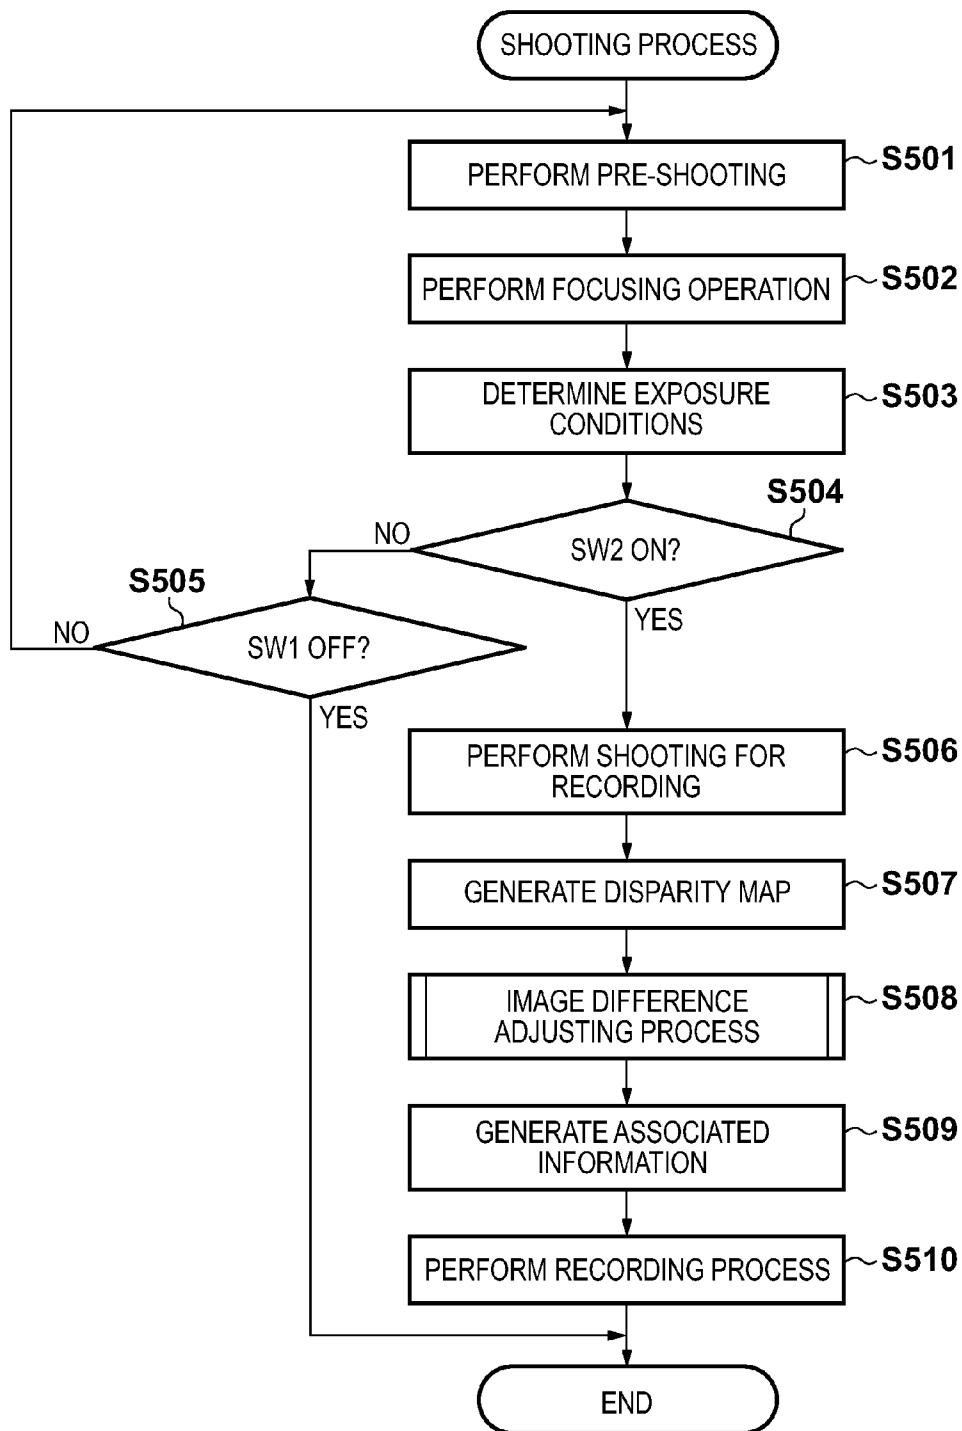 SHOOTING PROCESS
PERFORM PRE-SHOOTING
S501
PERFORM FOCUSING OPERATION
S502
DETERMINE EXPOSURE
CONDITIONS
S503
S504
SW2 ON?
NO
YES
S505
SW1 OFF?
NO
YES
PERFORM SHOOTING FOR
RECORDING
S506
GENERATE DISPARITY MAP
S507
IMAGE DIFFERENCE
ADJUSTING PROCESS
S508
GENERATE ASSOCIATED
INFORMATION
S509
PERFORM RECORDING PROCESS
S510
END